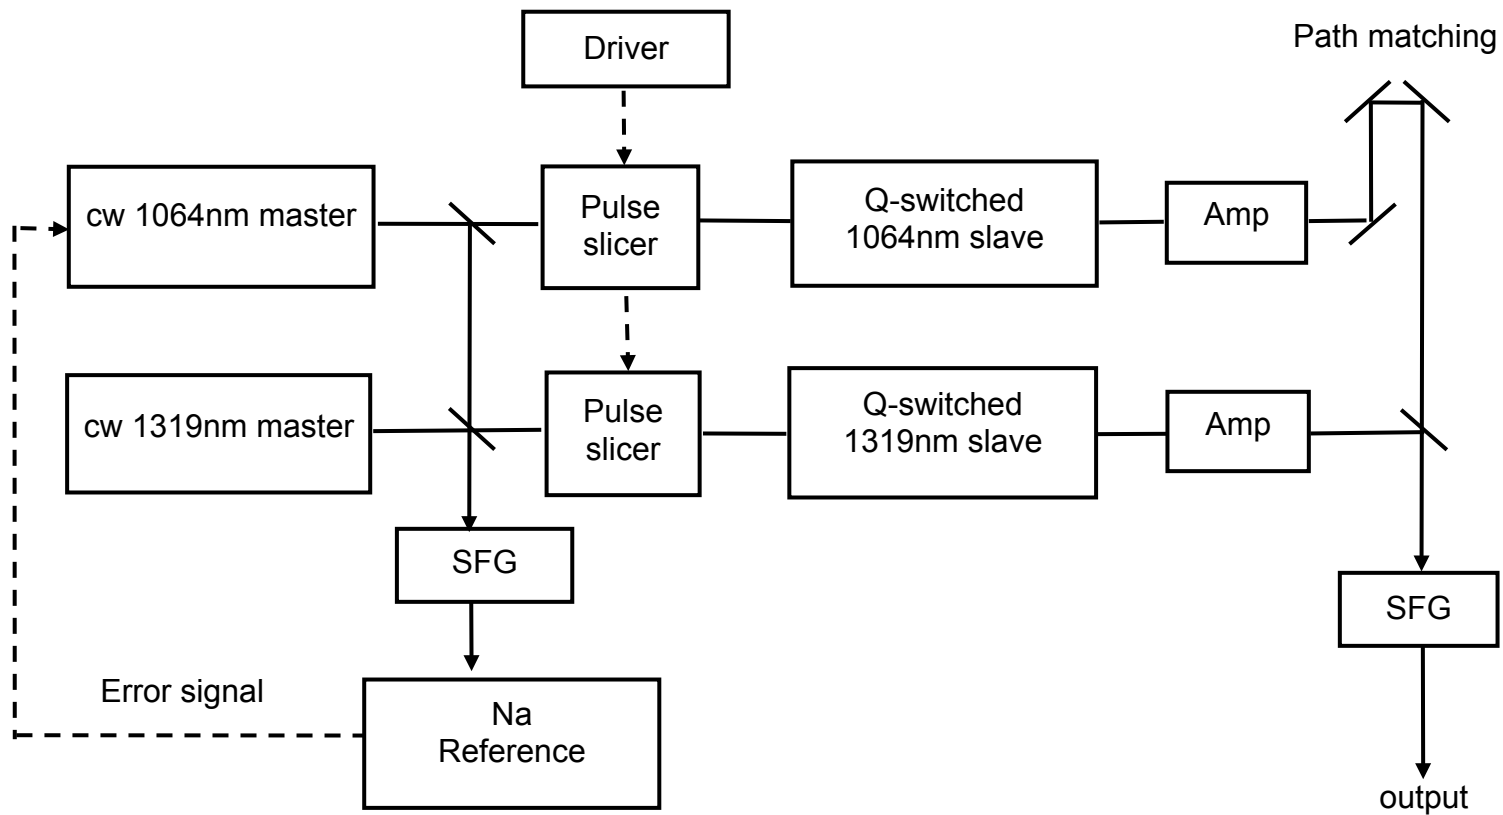 Driver
Path matching
cw 1064nm master
Pulse
slicer
Q-switched
1064nm slave
Amp
cw 1319nm master
Pulse
slicer
Q-switched
1319nm slave
Amp
SFG
SFG
Error signal
Na
Reference
output